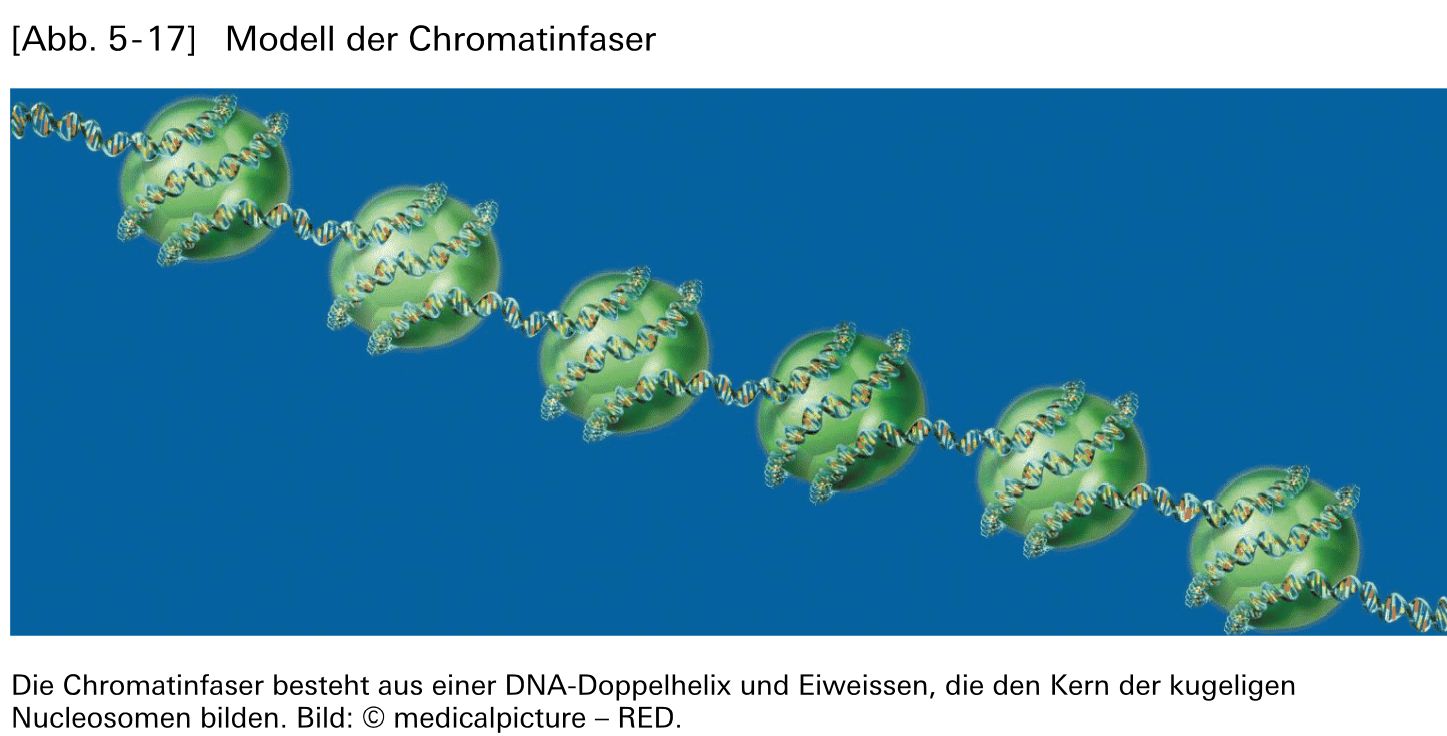 [Abb. 5-17] Modell der Chromatinfaser
Die Chromatinfaser besteht aus einer DNA-Doppelhelix und Eiweissen, die den Kern der kugeligen
Nucleosomen bilden. Bild: © medicalpicture – RED.